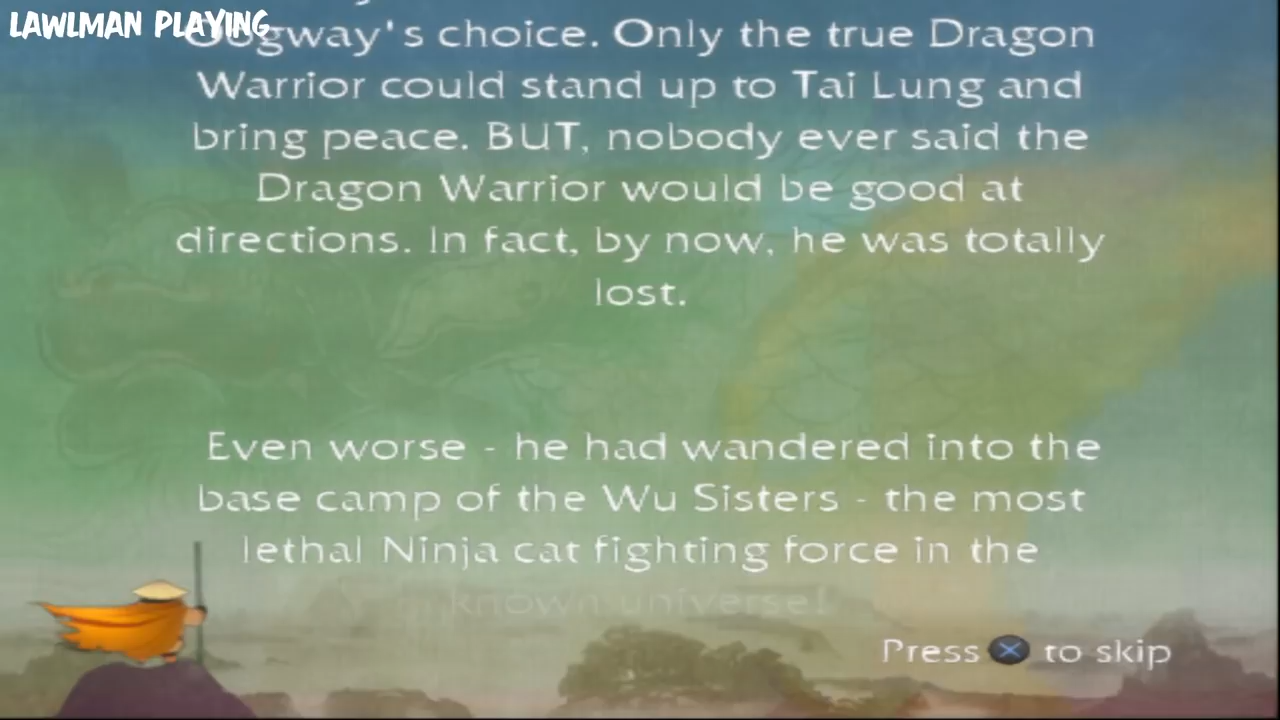 LAWLMAN PLAYING
Oogway's choice. Only the true Dragon
Warrior could stand up to Tai Lung and
bring peace. BUT, nobody ever said the
Dragon Warrior would be good at
directions. In fact, by now, he was totally
lost.
Even worse - he had wandered into the
base camp of the Wu Sisters - the most
lethal Ninja cat fighting force in the
known universe!
Press to skip